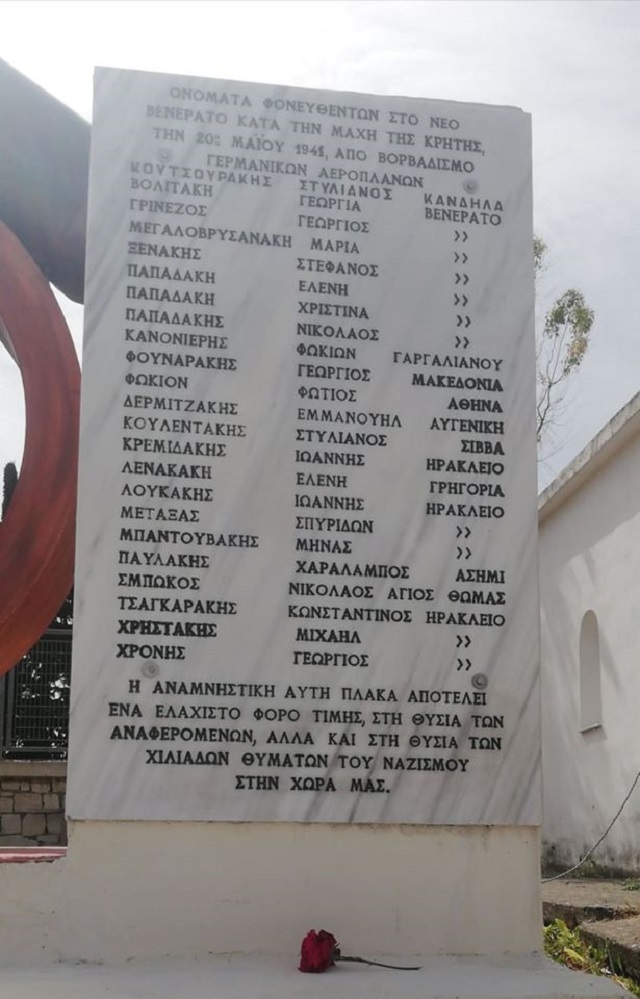 ΟΝΟΜΑΤΑ ΦΟΝΕΥΘΕΝΤΩΝ ΣΤΟ ΝΕΟ
ΒΕΝΕΡΑΤΟ ΚΑΤΑ ΤΗΝ ΜΑΧΗ ΤΗΣ ΚΡΗΤΗΣ,
ΤΗΝ 20ην ΜΑΪΟΥ 1941, ΑΠΟ ΒΟΡΒΑΔΙΣΜΟ
ΓΕΡΜΑΝΙΚΩΝ ΑΕΡΟΠΛΑΝΩΝ
ΚΟΥΤΣΟΥΡΑΚΗΣ ΣΤΥΛΙΑΝΟΣ ΚΑΝΔΗΛΑ
ΒΟΛΙΤΑΚΗ ΓΕΩΡΓΙΑ ΒΕΝΕΡΑΤΟ
ΓΡΙΝΕΖΟΣ ΓΕΩΡΓΙΟΣ »
ΜΕΓΑΛΟΒΡΥΣΑΝΑΚΗ ΜΑΡΙΑ »
ΞΕΝΑΚΗΣ ΣΤΕΦΑΝΟΣ »
ΠΑΠΑΔΑΚΗ ΕΛΕΝΗ »
ΠΑΠΑΔΑΚΗ ΧΡΙΣΤΙΝΑ »
ΠΑΠΑΔΑΚΗΣ ΝΙΚΟΛΑΟΣ »
ΚΑΝΟΝΙΕΡΗΣ ΦΩΚΙΩΝ ΓΑΡΓΑΛΙΑΝΟΥ
ΦΟΥΝΑΡΑΚΗΣ ΓΕΩΡΓΙΟΣ ΜΑΚΕΔΟΝΙΑ
ΦΩΚΙΟΝ ΦΩΤΙΟΣ ΑΘΗΝΑ
ΔΕΡΜΙΤΖΑΚΗΣ ΕΜΜΑΝΟΥΗΛ ΑΥΓΕΝΙΚΗ
ΚΟΥΛΕΝΤΑΚΗΣ ΣΤΥΛΙΑΝΟΣ ΣΙΒΒΑ
ΚΡΕΜΙΔΑΚΗΣ ΙΩΑΝΝΗΣ ΗΡΑΚΛΕΙΟ
ΛΕΝΑΚΑΚΗ ΕΛΕΝΗ ΓΡΗΓΟΡΙΑ
ΛΟΥΚΑΚΗΣ ΙΩΑΝΝΗΣ ΗΡΑΚΛΕΙΟ
ΜΕΤΑΞΑΣ ΣΠΥΡΙΔΩΝ »
ΜΠΑΝΤΟΥΒΑΚΗΣ ΜΗΝΑΣ »
ΠΑΥΛΑΚΗΣ ΧΑΡΑΛΑΜΠΟΣ ΑΣΗΜΙ
ΣΜΠΩΚΟΣ ΝΙΚΟΛΑΟΣ ΑΓΙΟΣ ΘΩΜΑΣ
ΤΣΑΓΚΑΡΑΚΗΣ ΚΩΝΣΤΑΝΤΙΝΟΣ ΗΡΑΚΛΕΙΟ
ΧΡΗΣΤΑΚΗΣ ΜΙΧΑΗΛ »
ΧΡΟΝΗΣ ΓΕΩΡΓΙΟΣ »
Η ΑΝΑΜΝΗΣΤΙΚΗ ΑΥΤΗ ΠΛΑΚΑ ΑΠΟΤΕΛΕΙ
ΕΝΑ ΕΛΑΧΙΣΤΟ ΦΟΡΟ ΤΙΜΗΣ, ΣΤΗ ΘΥΣΙΑ ΤΩΝ
ΑΝΑΦΕΡΟΜΕΝΩΝ, ΑΛΛΑ ΚΑΙ ΣΤΗ ΘΥΣΙΑ ΤΩΝ
ΧΙΛΙΑΔΩΝ ΘΥΜΑΤΩΝ ΤΟΥ ΝΑΖΙΣΜΟΥ
ΣΤΗΝ ΧΩΡΑ ΜΑΣ.